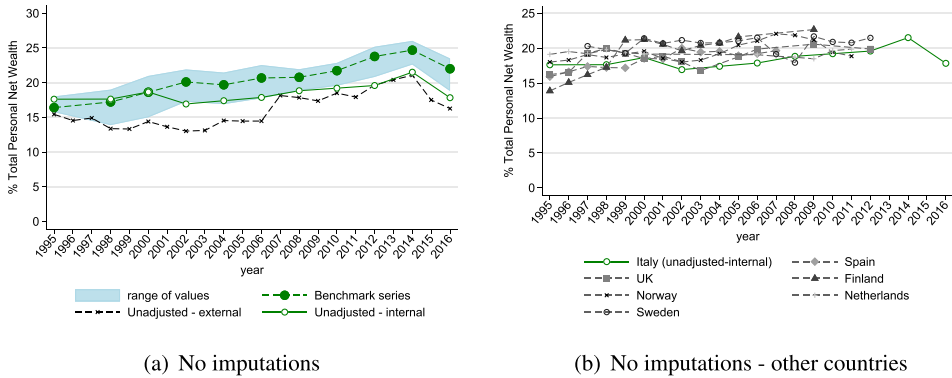 % Total Personal Net Wealth
30
25
20
15
10
5
0
1995 1996 1997 1998 1999 2000 2001 2002 2003 2004 2005 2006 2007 2008 2009 2010 2011 2012 2013 2014 2015 2016
year
range of values
Benchmark series
Unadjusted - external
Unadjusted - internal
(a) No imputations
% Total Personal Net Wealth
25
20
15
10
5
0
1995 1996 1997 1998 1999 2000 2001 2002 2003 2004 2005 2006 2007 2008 2009 2010 2011 2012 2013 2014 2015 2016
year
Italy (unadjusted-internal)
Spain
UK
Finland
Norway
Netherlands
Sweden
(b) No imputations - other countries